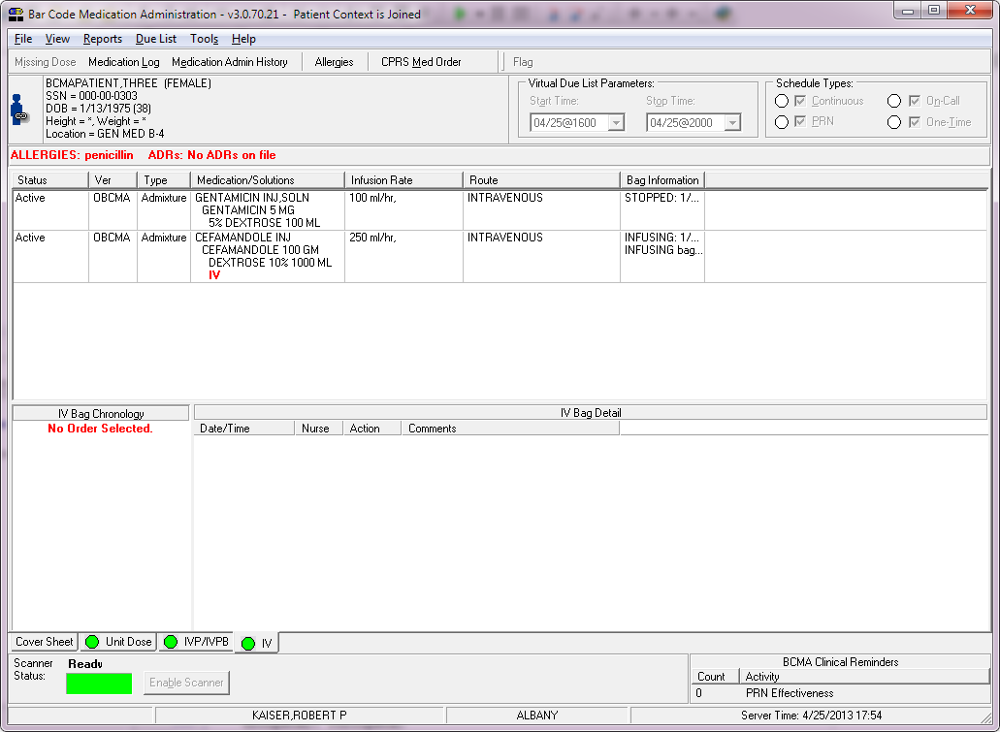 Bar Code Medication Administration - v3.0.70.21 - Patient Context is Joined
File View Reports Due List Tools Help
Missing Dose Medication Log Medication Admin History Allergies CPRS Med Order Flag
BCMAPATIENT,THREE (FEMALE)
SSN = 000-00-0303
DOB = 1/13/1975 (38)
Height = *, Weight = *
Location = GEN MED B-4
Virtual Due List Parameters:
Start Time: Stop Time:
04/25@1600 04/25@2000
Schedule Types:
Continuous On-Call
PRN One-Time
ALLERGIES: penicillin ADRs: No ADRs on file
Status Ver Type Medication/Solutions Infusion Rate Route Bag Information
Active OBCMA Admixture GENTAMICIN INJ,SOLN 100 ml/hr, INTRAVENOUS STOPPED: 1/...
GENTAMICIN 5 MG
5% DEXTROSE 100 ML
Active OBCMA Admixture CEFAMANDOLE INJ 250 ml/hr, INTRAVENOUS INFUSING: 1/...
CEFAMANDOLE 100 GM INFUSING bag...
DEXTROSE 10% 1000 ML
IV
IV Bag Chronology IV Bag Detail
No Order Selected. Date/Time Nurse Action Comments
Cover Sheet Unit Dose IVP/IVPB IV
Scanner Status: Ready
Enable Scanner
BCMA Clinical Reminders
Count Activity
0 PRN Effectiveness
KAISER,ROBERT P ALBANY Server Time: 4/25/2013 17:54